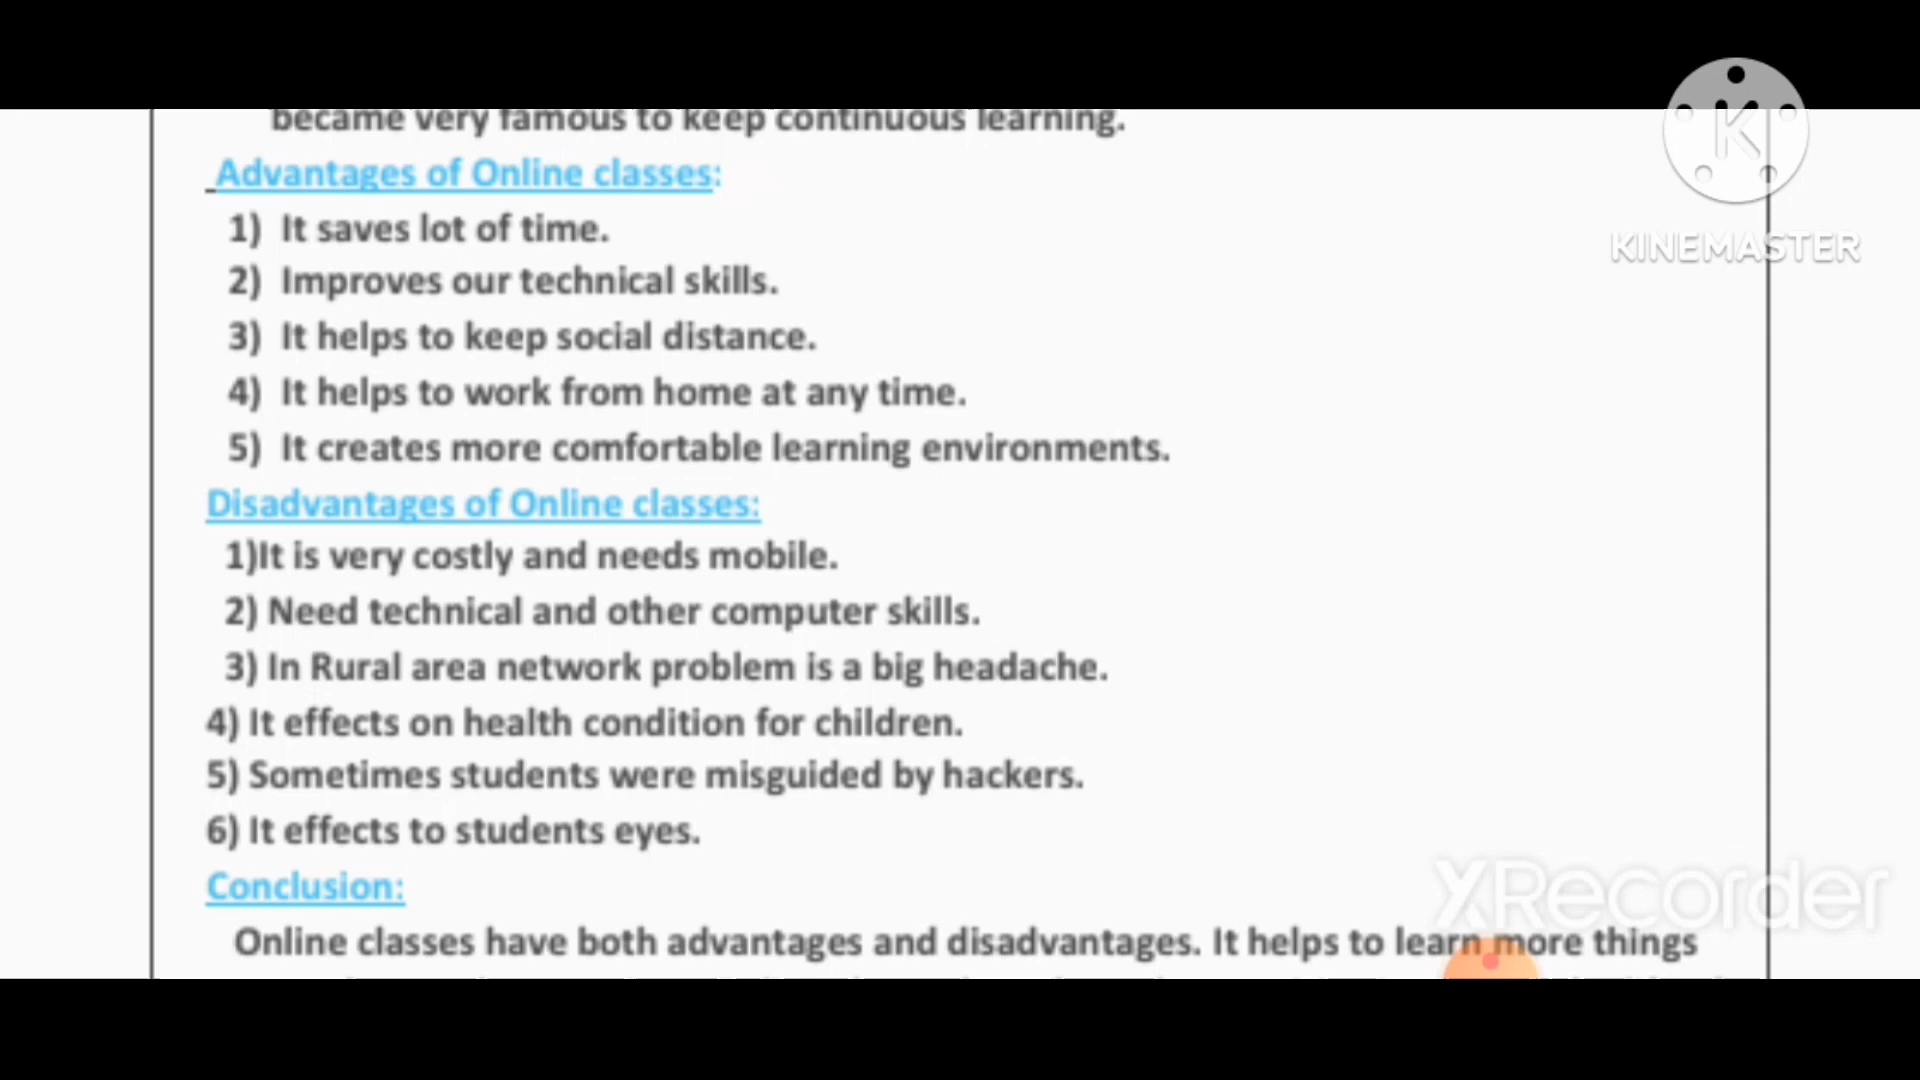 became very famous to keep continuous learning.
Advantages of Online classes:
1) It saves lot of time.
2) Improves our technical skills.
3) It helps to keep social distance.
4) It helps to work from home at any time.
5) It creates more comfortable learning environments.
Disadvantages of Online classes:
1)It is very costly and needs mobile.
2) Need technical and other computer skills.
3) In Rural area network problem is a big headache.
4) It effects on health condition for children.
5) Sometimes students were misguided by hackers.
6) It effects to students eyes.
Conclusion:
Online classes have both advantages and disadvantages. It helps to learn more things
K
KINEMASTER
XRecorder